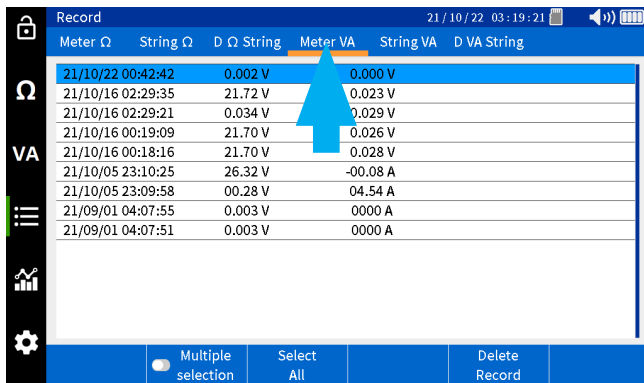 Record 21/10/22 03:19:21
Meter Ω String Ω D Ω String Meter VA String VA D VA String
21/10/22 00:42:42 0.002 V 0.000 V
21/10/16 02:29:35 21.72 V 0.023 V
21/10/16 02:29:21 0.034 V 0.029 V
21/10/16 00:19:09 21.70 V 0.026 V
21/10/16 00:18:16 21.70 V 0.028 V
21/10/05 23:10:25 26.32 V -00.08 A
21/10/05 23:09:58 00.28 V 04.54 A
21/09/01 04:07:55 0.003 V 0000 A
21/09/01 04:07:51 0.003 V 0000 A
Ω
VA
Multiple selection
Select All
Delete Record